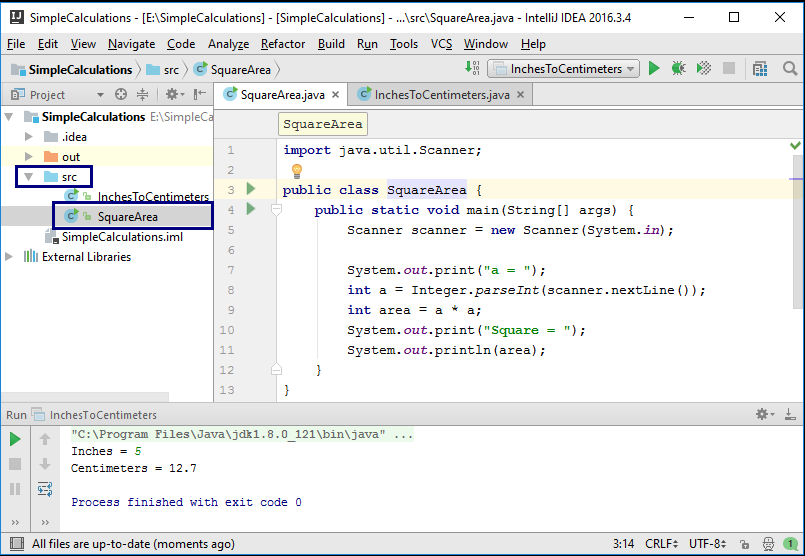 SimpleCalculations - [E:\SimpleCalculations] - [SimpleCalculations] - ...\src\SquareArea.java - IntelliJ IDEA 2016.3.4
File Edit View Navigate Code Analyze Refactor Build Run Tools VCS Window Help
SimpleCalculations src SquareArea InchesToCentimeters
Project SquareArea.java InchesToCentimeters.java
SimpleCalculations E:\SimpleCa
.idea
out
src
InchesToCentimeters
SquareArea
SimpleCalculations.iml
External Libraries
SquareArea
1 import java.util.Scanner;
2
3 public class SquareArea {
4 public static void main(String[] args) {
5 Scanner scanner = new Scanner(System.in);
6
7 System.out.print("a = ");
8 int a = Integer.parseInt(scanner.nextLine());
9 int area = a * a;
10 System.out.print("Square = ");
11 System.out.println(area);
12 }
13 }
Run InchesToCentimeters
"C:\Program Files\Java\jdk1.8.0_121\bin\java" ...
Inches = 5
Centimeters = 12.7
Process finished with exit code 0
All files are up-to-date (moments ago) 3:14 CRLF UTF-8 1